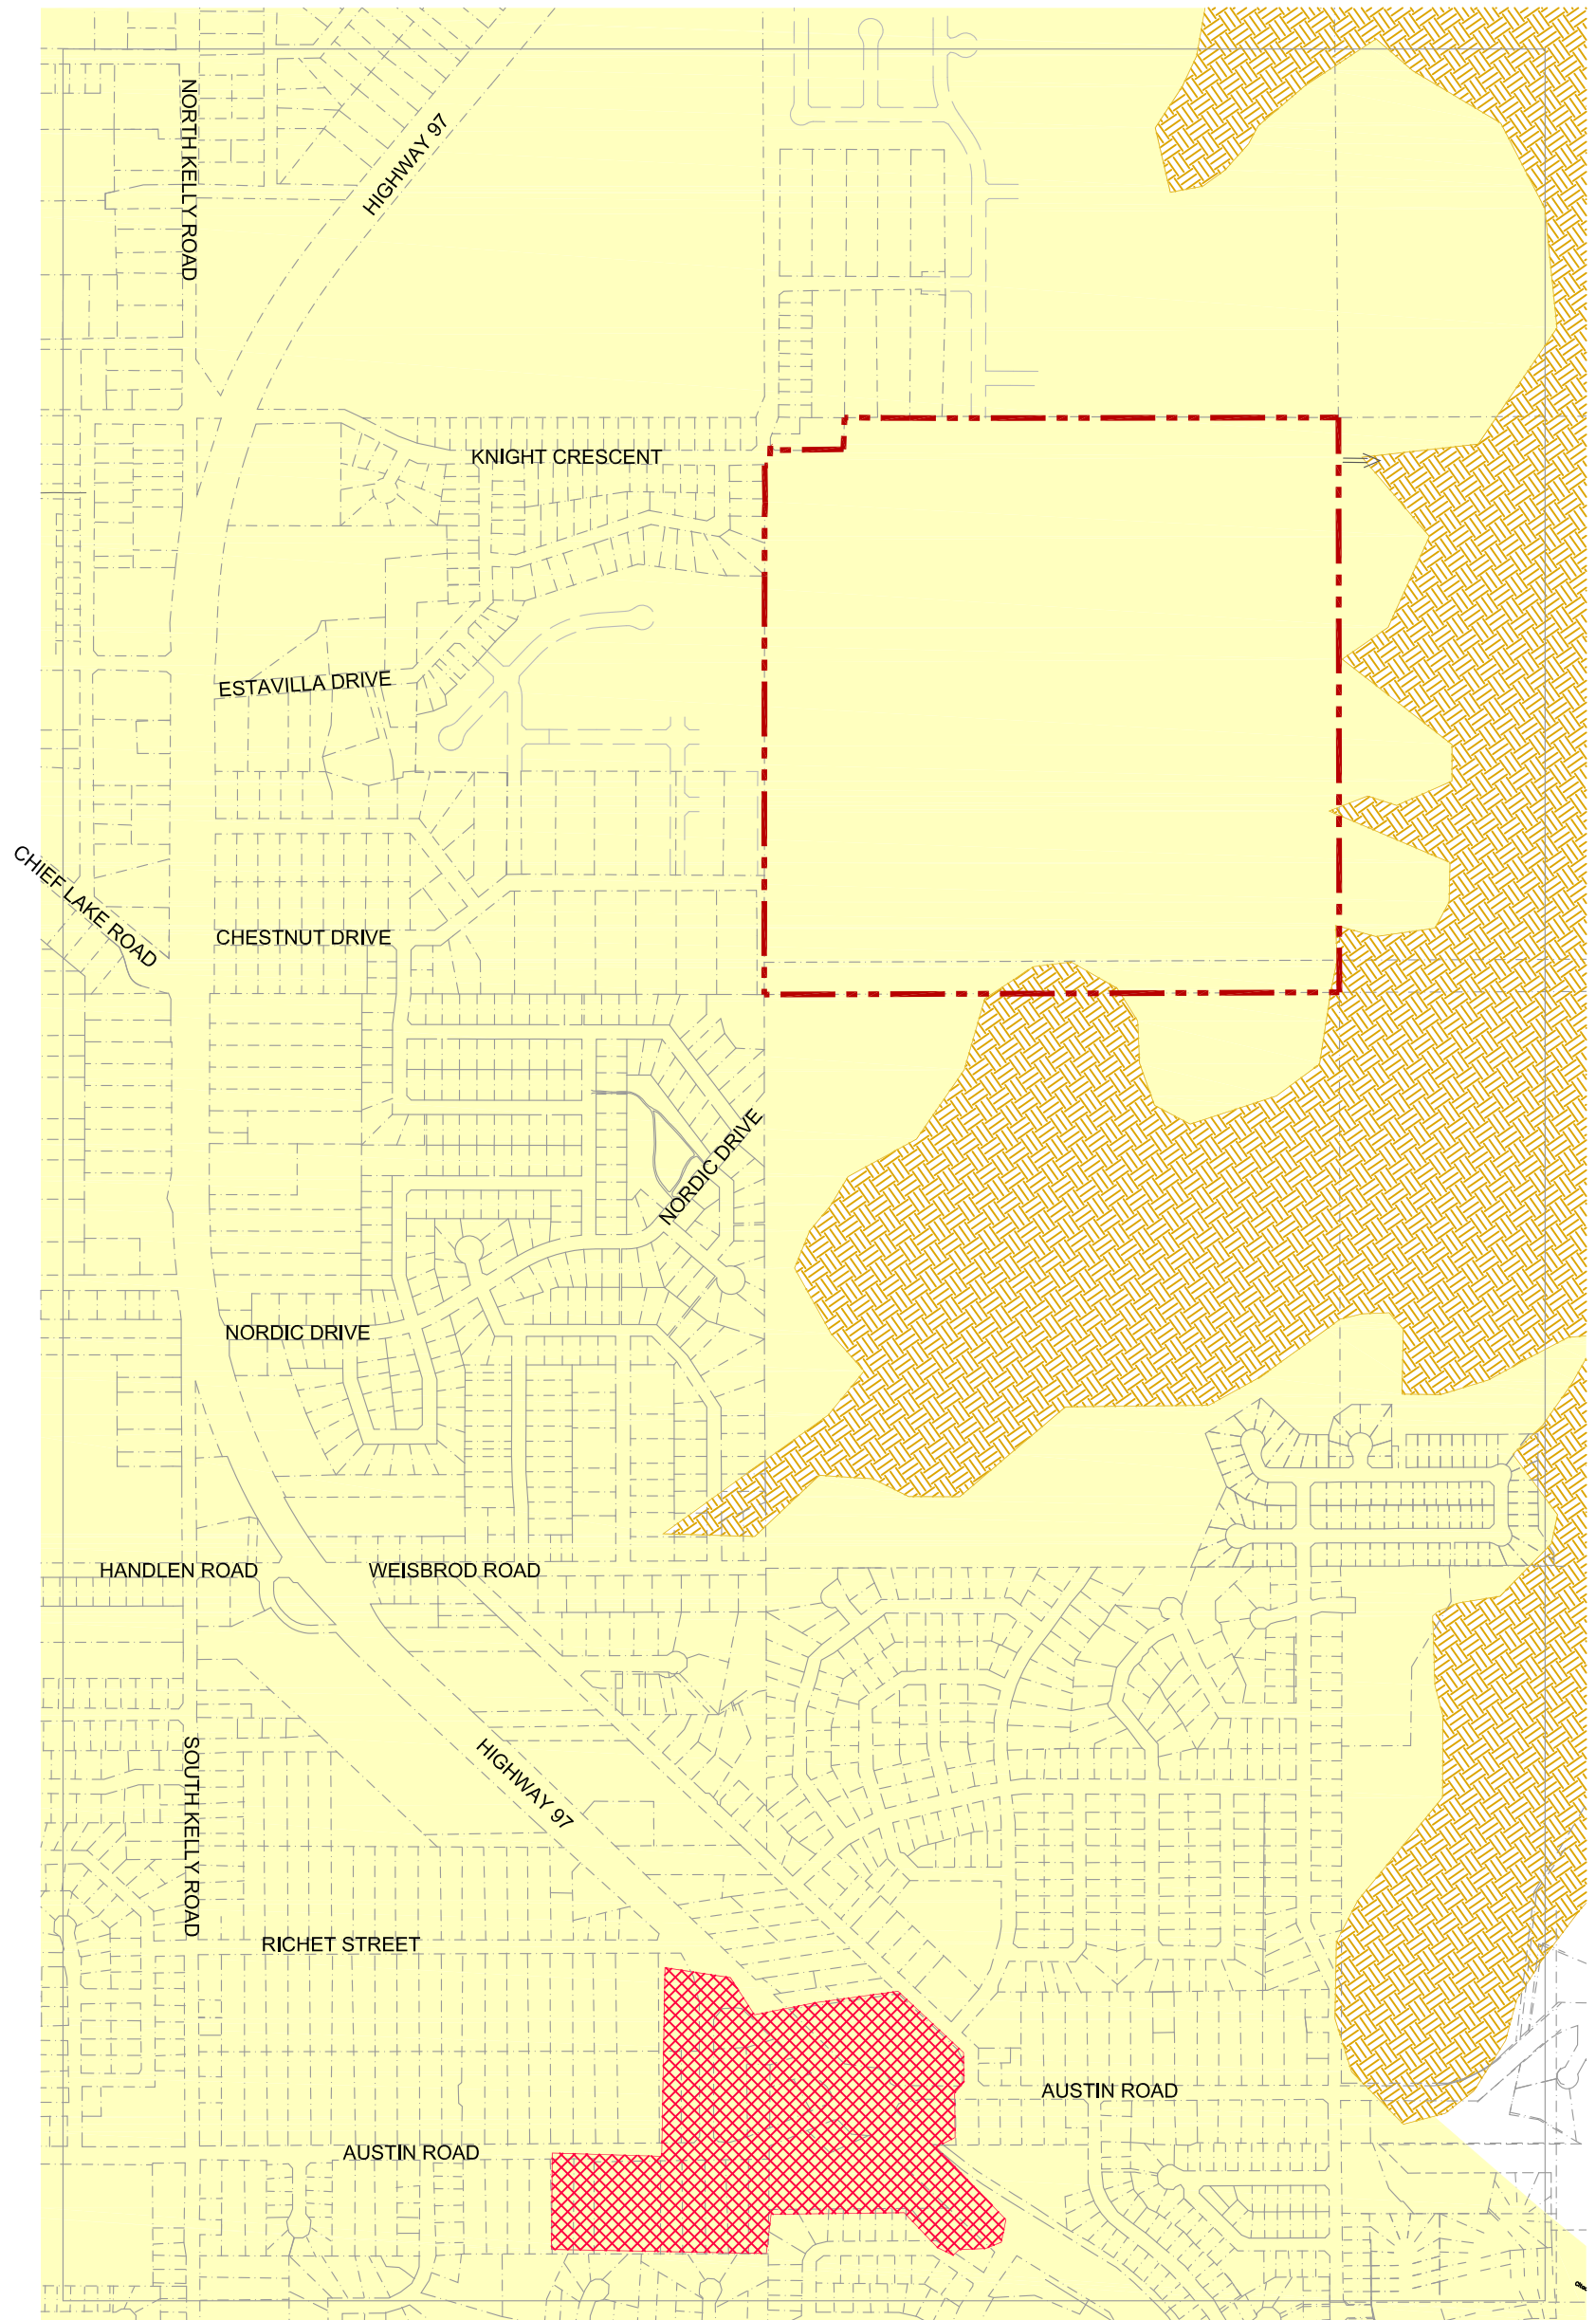 NORTH KELLY ROAD
HIGHWAY 97
KNIGHT CRESCENT
ESTAVILLA DRIVE
CHIEF LAKE ROAD
CHESTNUT DRIVE
NORDIC DRIVE
NORDIC DRIVE
HANDLEN ROAD
WEISBROD ROAD
SOUTH KELLY ROAD
HIGHWAY 97
RICHET STREET
AUSTIN ROAD
AUSTIN ROAD